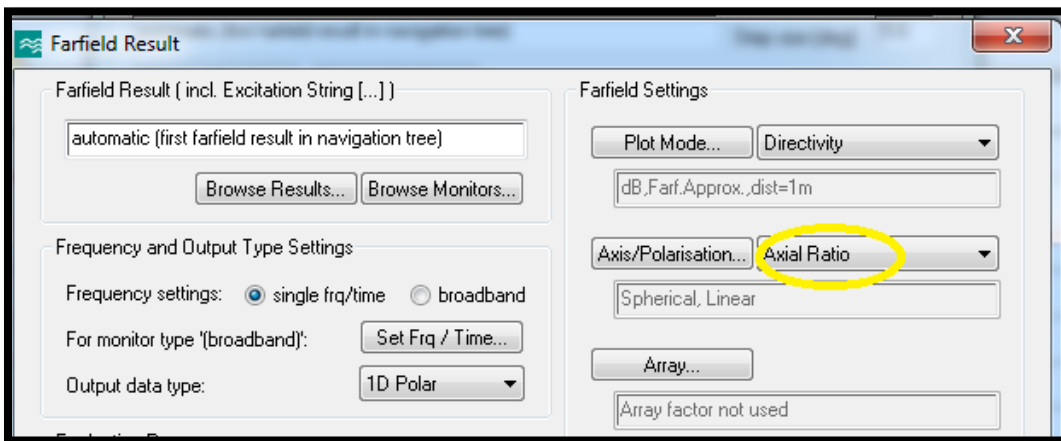 Farfield Result
Farfield Result ( incl. Excitation String [...] )
automatic (first farfield result in navigation tree)
Browse Results...
Browse Monitors...
Frequency and Output Type Settings
Frequency settings: single frq/time broadband
For monitor type '(broadband)': Set Frq / Time...
Output data type: 1D Polar
Farfield Settings
Plot Mode... Directivity
dB,Farf.Approx.,dist=1m
Axis/Polarisation... Axial Ratio
Spherical, Linear
Array...
Array factor not used